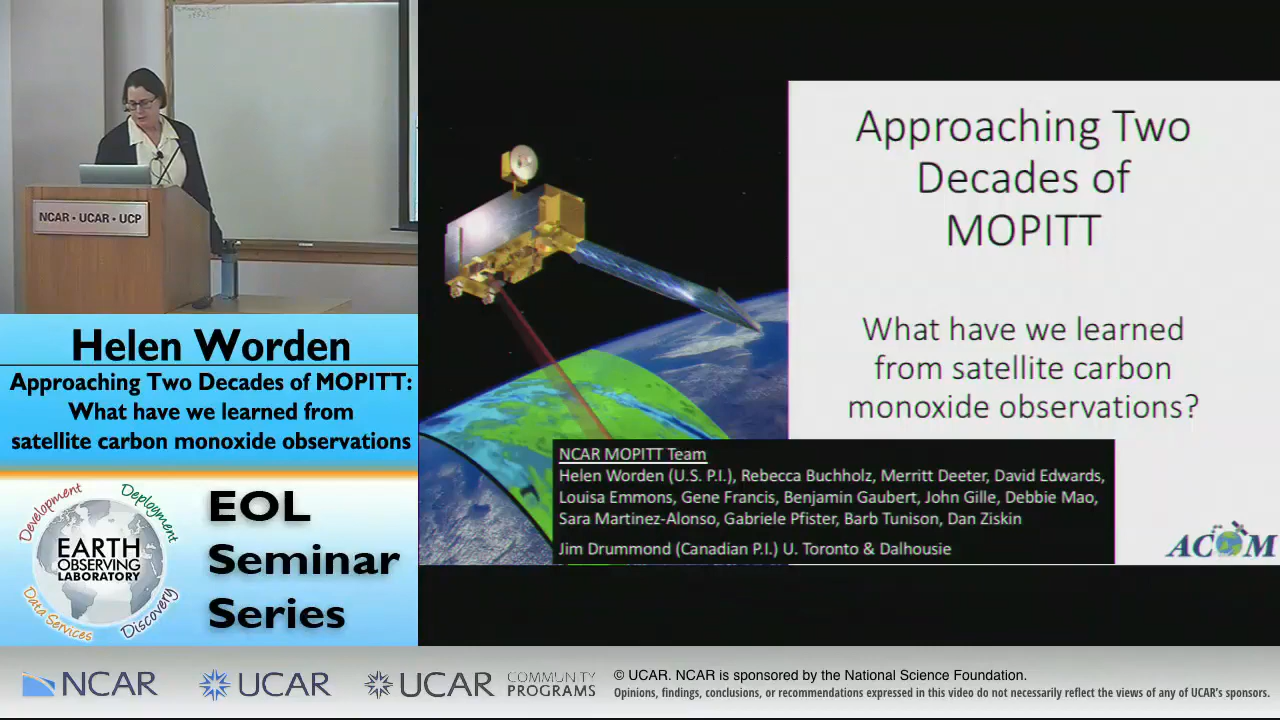 NCAR • UCAR • UCP
Helen Worden
Approaching Two Decades of MOPITT:
What have we learned from
satellite carbon monoxide observations
Development
Deployment
EARTH
OBSERVING
LABORATORY
Data Services
Discovery
EOL
Seminar
Series
Approaching Two
Decades of
MOPITT
What have we learned
from satellite carbon
monoxide observations?
NCAR MOPITT Team
Helen Worden (U.S. P.I.), Rebecca Buchholz, Merritt Deeter, David Edwards,
Louisa Emmons, Gene Francis, Benjamin Gaubert, John Gille, Debbie Mao,
Sara Martinez-Alonso, Gabriele Pfister, Barb Tunison, Dan Ziskin
Jim Drummond (Canadian P.I.) U. Toronto & Dalhousie
ACOM
NCAR
UCAR
UCAR
COMMUNITY
PROGRAMS
© UCAR. NCAR is sponsored by the National Science Foundation.
Opinions, findings, conclusions, or recommendations expressed in this video do not necessarily reflect the views of any of UCAR's sponsors.